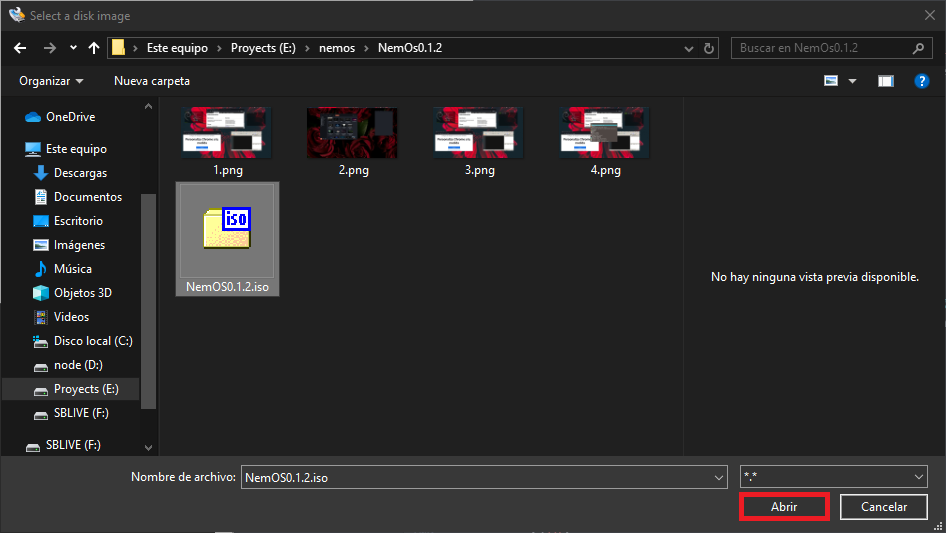 Select a disk image
Este equipo > Proyects (E:) > nemos > NemOs0.1.2
Buscar en NemOs0.1.2
Organizar
Nueva carpeta
?
OneDrive
Este equipo
Descargas
Documentos
Escritorio
Imágenes
Música
Objetos 3D
Videos
Disco local (C:)
node (D:)
Proyects (E:)
SBLIVE (F:)
SBLIVE (F:)
1.png
2.png
3.png
4.png
iso
NemOS0.1.2.iso
No hay ninguna vista previa disponible.
Nombre de archivo:
NemOS0.1.2.iso
*.*
Abrir
Cancelar